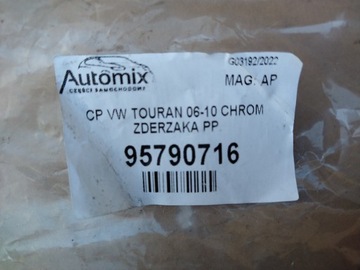 G03192/2022
Automix
CZĘŚCI SAMOCHODOWE
MAG: AP
CP VW TOURAN 06-10 CHROM
ZDERZAKA PP
95790716